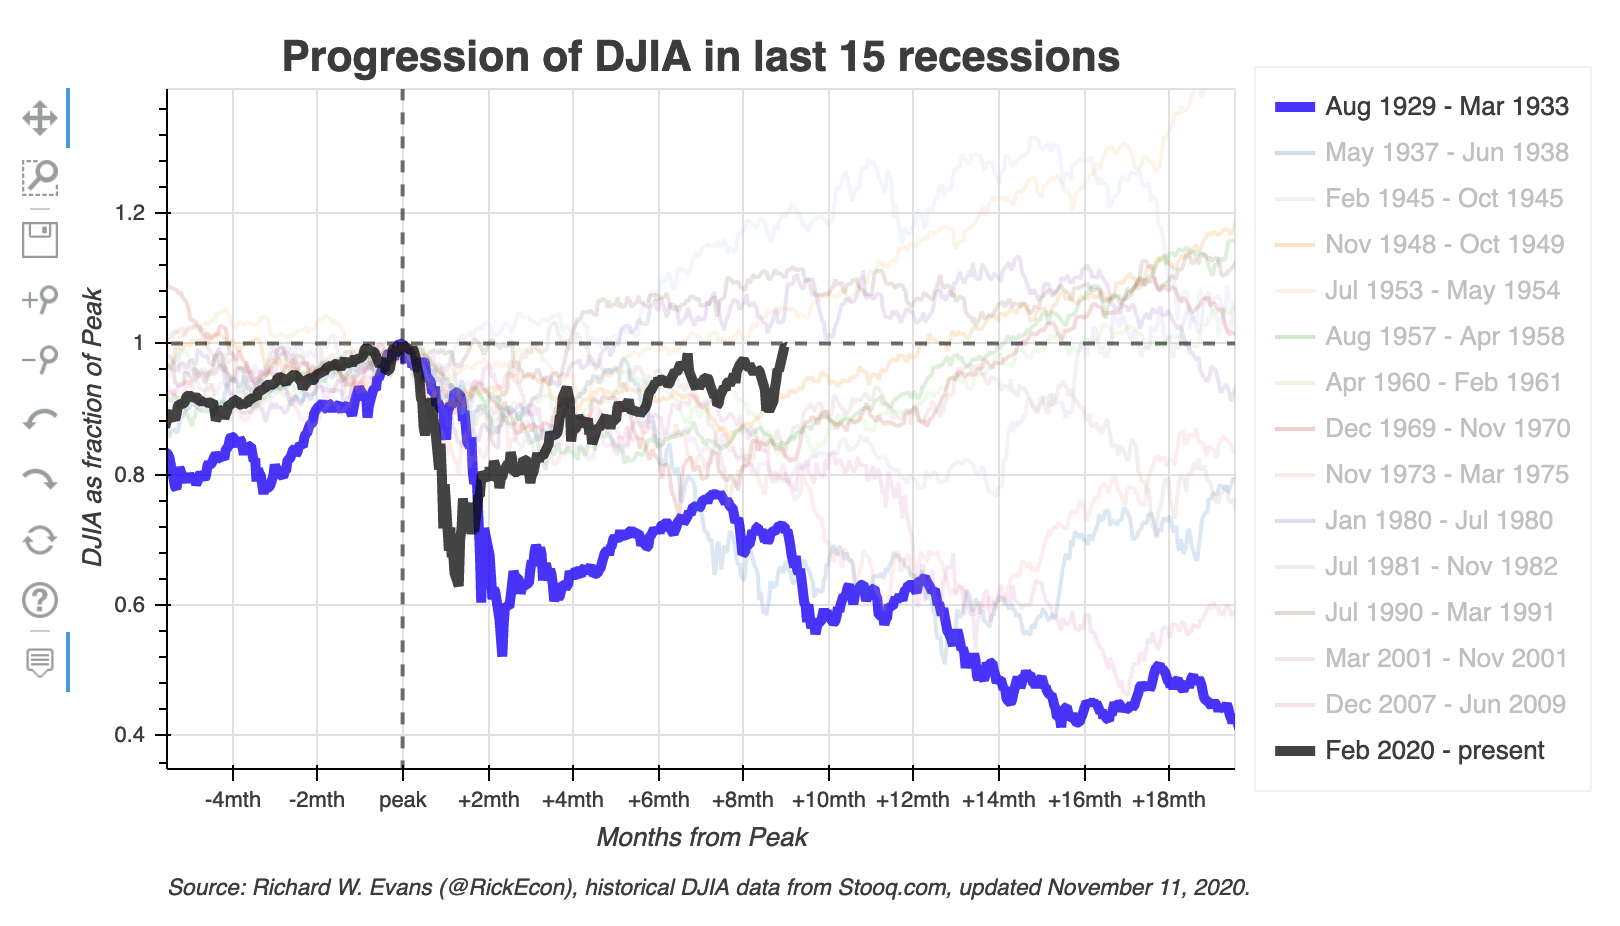 Progression of DJIA in last 15 recessions
DJIA as fraction of Peak
1.2
1
0.8
0.6
0.4
-4mth -2mth peak +2mth +4mth +6mth +8mth +10mth +12mth +14mth +16mth +18mth
Months from Peak
Aug 1929 - Mar 1933
May 1937 - Jun 1938
Feb 1945 - Oct 1945
Nov 1948 - Oct 1949
Jul 1953 - May 1954
Aug 1957 - Apr 1958
Apr 1960 - Feb 1961
Dec 1969 - Nov 1970
Nov 1973 - Mar 1975
Jan 1980 - Jul 1980
Jul 1981 - Nov 1982
Jul 1990 - Mar 1991
Mar 2001 - Nov 2001
Dec 2007 - Jun 2009
Feb 2020 - present
Source: Richard W. Evans (@RickEcon), historical DJIA data from Stooq.com, updated November 11, 2020.